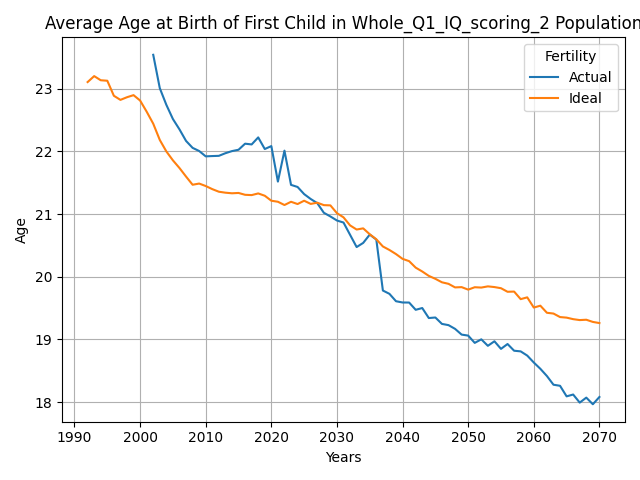 Average Age at Birth of First Child in Whole_Q1_IQ_scoring_2 Population
Fertility
Actual
Ideal
Age
23
22
21
20
19
18
1990
2000
2010
2020
2030
2040
2050
2060
2070
Years